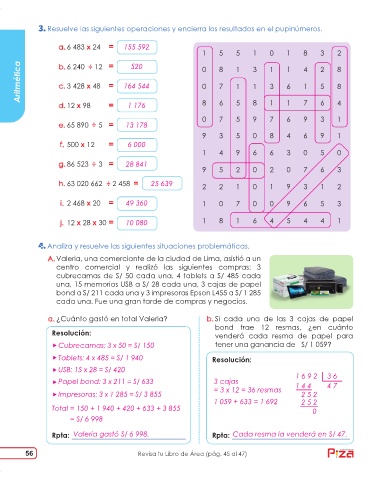 3. Resuelve las siguientes operaciones y encierra los resultados en el pupinúmeros.
Aritmética
a. 6 483 x 24 = 155 592
b. 6 240 ÷ 12 = 520
c. 3 428 x 48 = 164 544
d. 12 x 98 = 1 176
e. 65 890 ÷ 5 = 13 178
f. 500 x 12 = 6 000
g. 86 523 ÷ 3 = 28 841
h. 63 020 662 ÷ 2 458 = 25 639
i. 2 468 x 20 = 49 360
j. 12 x 28 x 30 = 10 080
1 5 5 1 0 1 8 3 2
0 8 1 3 1 1 4 2 8
0 7 1 1 3 6 1 5 8
8 6 5 8 1 1 7 6 4
0 7 5 9 7 6 9 3 1
9 3 5 0 8 4 6 9 1
1 4 9 6 6 3 0 5 0
9 5 2 0 2 0 7 6 3
2 2 1 0 1 9 3 1 2
1 0 7 0 0 9 6 5 3
1 8 1 6 4 5 4 4 1
4. Analiza y resuelve las siguientes situaciones problemáticas.
A. Valeria, una comerciante de la ciudad de Lima, asistió a un
centro comercial y realizó las siguientes compras: 3
cubrecamas de S/ 50 cada una, 4 tablets a S/ 485 cada
una, 15 memorias USB a S/ 28 cada una, 3 cajas de papel
bond a S/ 211 cada una y 3 impresoras Epson L455 a S/ 1 285
cada una. Fue una gran tarde de compras y negocios.
a. ¿Cuánto gastó en total Valeria?
Resolución:
Cubrecamas: 3 x 50 = S/ 150
Tablets: 4 x 485 = S/ 1 940
USB: 15 x 28 = S/ 420
Papel bond: 3 x 211 = S/ 633
Impresoras: 3 x 1 285 = S/ 3 855
Total = 150 + 1 940 + 420 + 633 + 3 855
= S/ 6 998
Rpta: Valeria gastó S/ 6 998.
b. Si cada una de las 3 cajas de papel
bond trae 12 resmas, ¿en cuánto
venderá cada resma de papel para
tener una ganancia de S/ 1 059?
Resolución:
3 cajas
= 3 x 12 = 36 resmas
1 059 + 633 = 1 692
1 6 9 2 3 6
1 4 4 4 7
2 5 2
2 5 2
0
Rpta: Cada resma la venderá en S/ 47.
56
Revisa tu Libro de Área (pág. 45 al 47)
Pizα